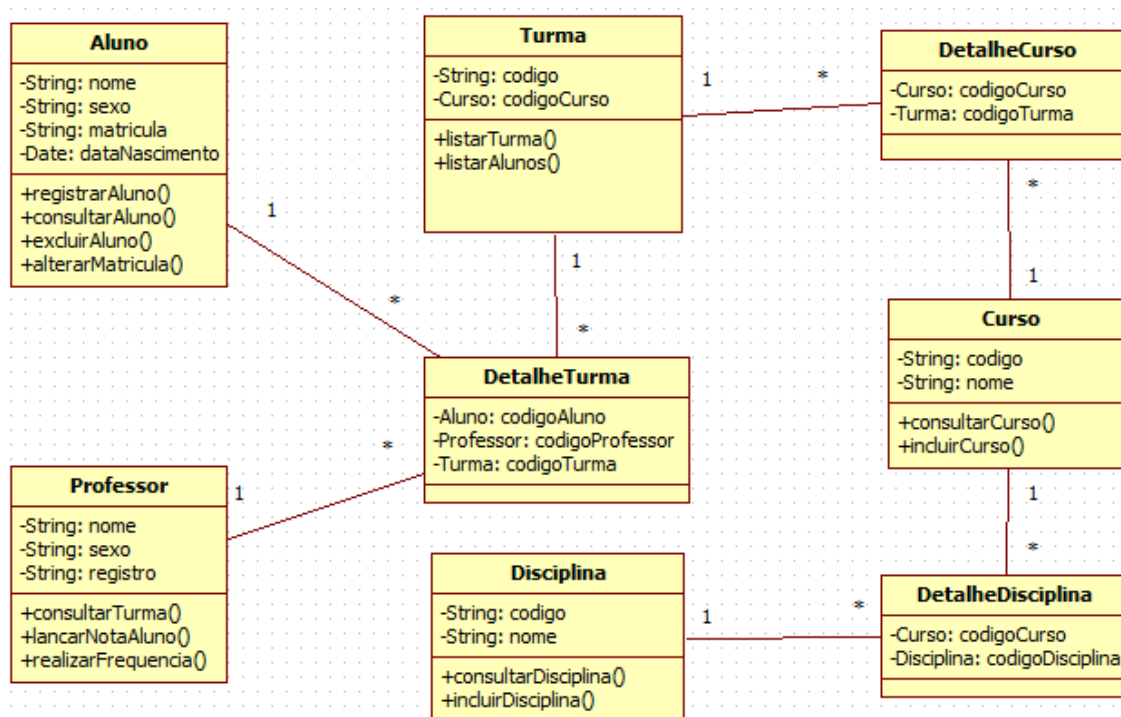 Aluno
-String: nome
-String: sexo
-String: matricula
-Date: dataNascimento
+registrarAluno()
+consultarAluno()
+excluirAluno()
+alterarMatricula()
1
*
Turma
-String: codigo
-Curso: codigoCurso
+listarTurma()
+listarAlunos()
1
*
1
*
DetalheCurso
-Curso: codigoCurso
-Turma: codigoTurma
*
1
Curso
-String: codigo
-String: nome
+consultarCurso()
+incluirCurso()
1
*
DetalheTurma
-Aluno: codigoAluno
-Professor: codigoProfessor
-Turma: codigoTurma
*
1
Professor
-String: nome
-String: sexo
-String: registro
+consultarTurma()
+lancarNotaAluno()
+realizarFrequencia()
Disciplina
-String: codigo
-String: nome
+consultarDisciplina()
+incluirDisciplina()
1
*
DetalheDisciplina
-Curso: codigoCurso
-Disciplina: codigoDisciplina